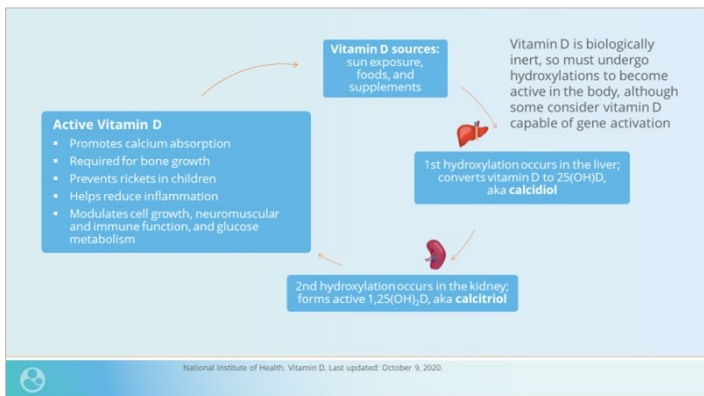 Vitamin D sources:
sun exposure,
foods, and
supplements
Vitamin D is biologically
inert, so must undergo
hydroxylations to become
active in the body, although
some consider vitamin D
capable of gene activation
1st hydroxylation occurs in the liver;
converts vitamin D to 25(OH)D,
aka calcidiol
2nd hydroxylation occurs in the kidney;
forms active 1,25(OH)₂D, aka calcitriol
Active Vitamin D
▪ Promotes calcium absorption
▪ Required for bone growth
▪ Prevents rickets in children
▪ Helps reduce inflammation
▪ Modulates cell growth, neuromuscular
and immune function, and glucose
metabolism
National Institute of Health. Vitamin D. Last updated: October 9, 2020.